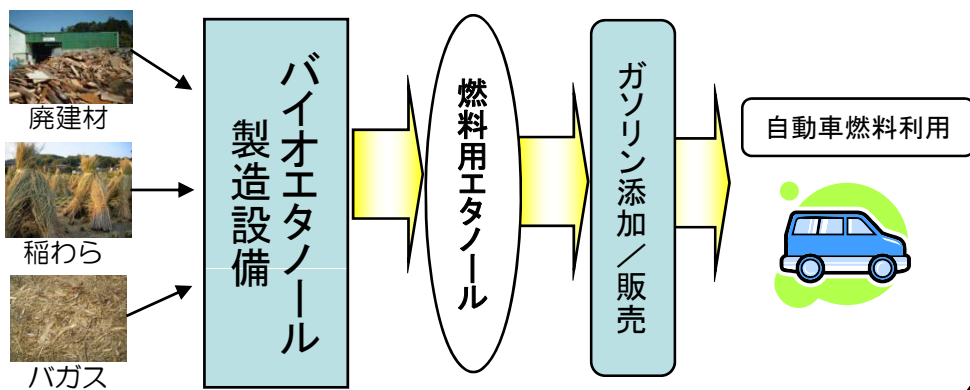 廃建材
稲わら
バガス
バイオエタノール
製造設備
燃料用エタノール
ガソリン添加／販売
自動車燃料利用